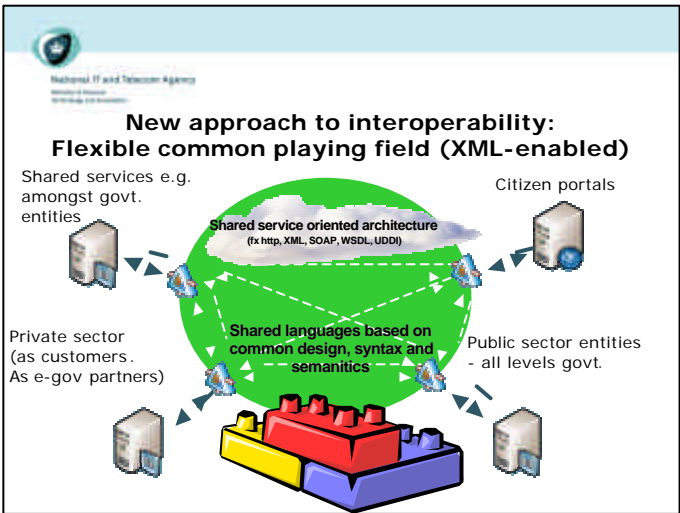 National IT and Telecom Agency
New approach to interoperability:
Flexible common playing field (XML-enabled)
Shared services e.g.
amongst govt.
entities
Citizen portals
Shared service oriented architecture
(fx http, XML, SOAP, WSDL, UDDI)
Private sector
(as customers.
As e-gov partners)
Shared languages based on
common design, syntax and
semanitics
Public sector entities
- all levels govt.